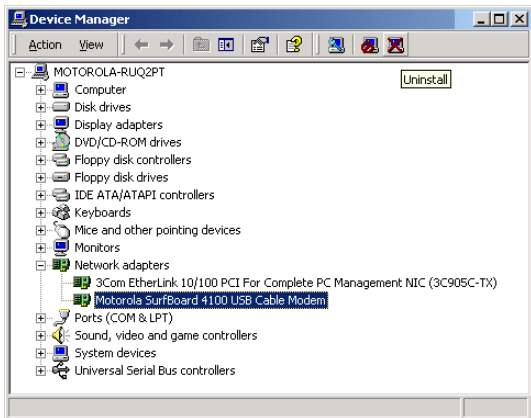 Device Manager
Action View
Uninstall
MOTOROLA-RUQ2PT
Computer
Disk drives
Display adapters
DVD/CD-ROM drives
Floppy disk controllers
Floppy disk drives
IDE ATA/ATAPI controllers
Keyboards
Mice and other pointing devices
Monitors
Network adapters
3Com EtherLink 10/100 PCI For Complete PC Management NIC (3C905C-TX)
Motorola SurfBoard 4100 USB Cable Modem
Ports (COM & LPT)
Sound, video and game controllers
System devices
Universal Serial Bus controllers